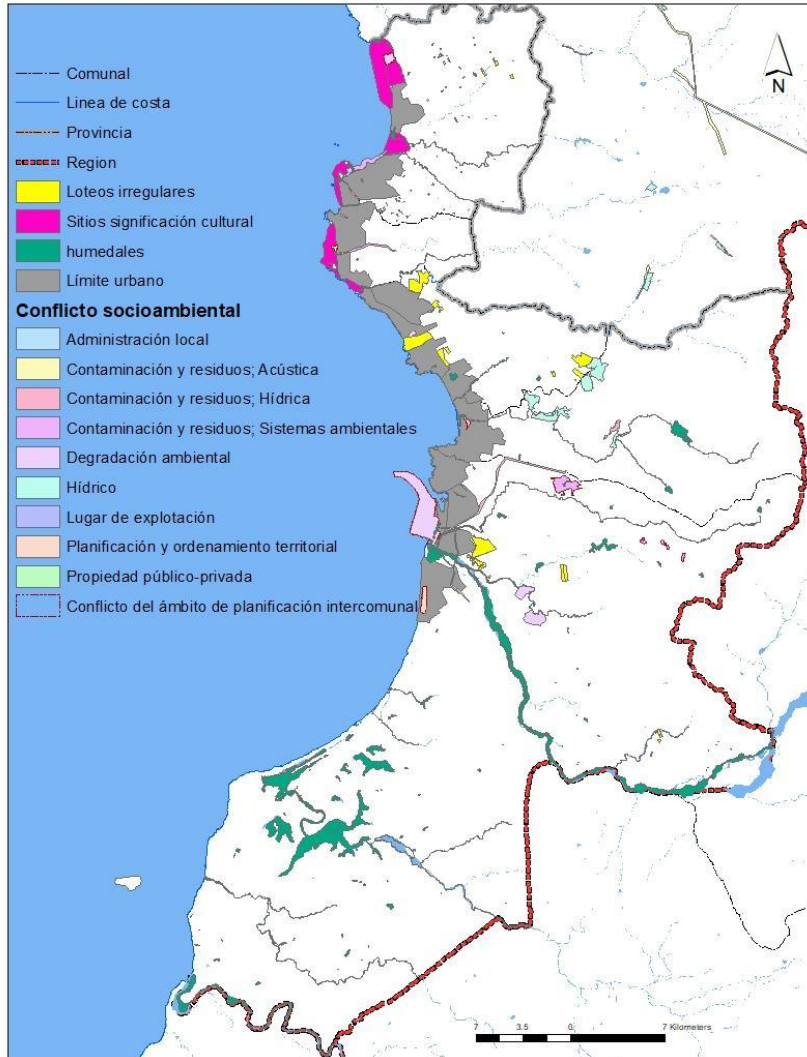 N
Comunal
Linea de costa
Provincia
Region
Loteos irregulares
Sitios significación cultural
humedales
Límite urbano
Conflicto socioambiental
Administración local
Contaminación y residuos; Acústica
Contaminación y residuos; Hídrica
Contaminación y residuos; Sistemas ambientales
Degradación ambiental
Hídrico
Lugar de explotación
Planificación y ordenamiento territorial
Propiedad público-privada
Conflicto del ámbito de planificación intercomunal
7 3.5 0 7 Kilometers